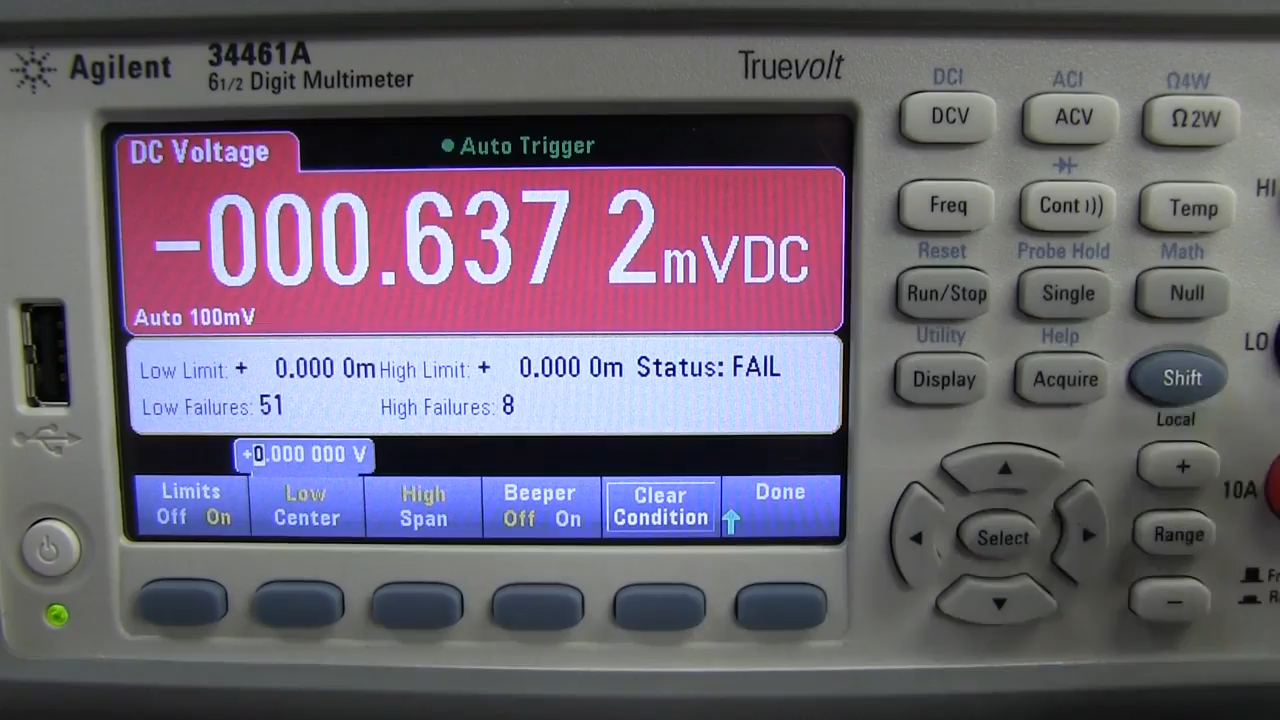 Agilent
34461A
6 1/2 Digit Multimeter
Truevolt
DC Voltage
Auto Trigger
-000.637 2 mVDC
Auto 100mV
Low Limit: + 0.000 0m High Limit: + 0.000 0m Status: FAIL
Low Failures: 51 High Failures: 8
+0.000 000 V
Limits
Off On
Low
Center
High
Span
Beeper
Off On
Clear
Condition
Done
DCI
ACI
Ω4W
DCV
ACV
Ω2W
Freq
Cont
Temp
HI
Reset
Probe Hold
Math
Run/Stop
Single
Null
Utility
Help
LO
Display
Acquire
Shift
Local
+
10A
Select
Range
−